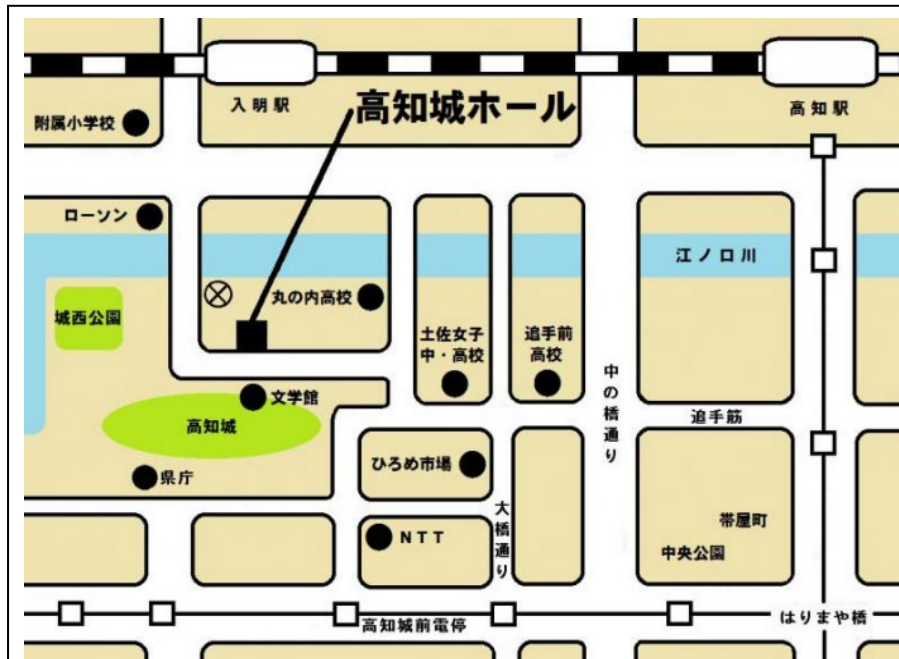 入明駅
高知駅
高知城ホール
附属小学校
ローソン
江ノ口川
丸の内高校
城西公園
土佐女子
中・高校
追手前
高校
中の橋通り
文学館
追手筋
高知城
県庁
ひろめ市場
大橋通り
NTT
帯屋町
中央公園
高知城前電停
はりまや橋